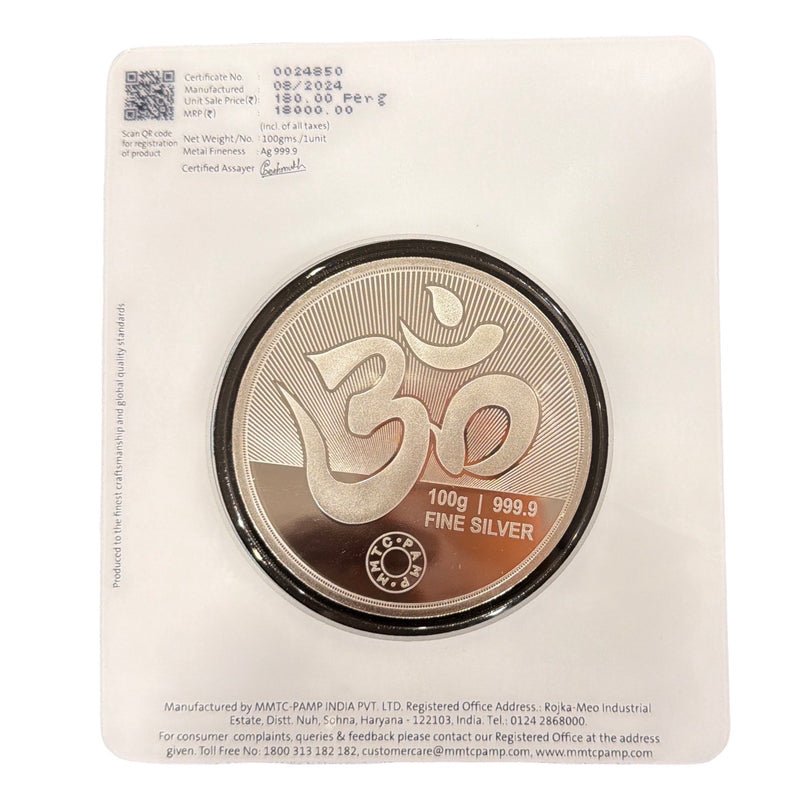 Certificate No. : 0024850
Manufactured : 08/2024
Unit Sale Price(₹): 180.00 Per g
MRP (₹) : 18000.00
(incl. of all taxes)
Net Weight/No. : 100gms./1unit
Metal Fineness : Ag 999.9
Certified Assayer
Scan QR code
for registration
of product
Produced to the finest craftsmanship and global quality standards
ॐ
100g | 999.9
FINE SILVER
MMTC•PAMP•
Manufactured by MMTC-PAMP INDIA PVT. LTD. Registered Office Address.: Rojka-Meo Industrial
Estate, Distt. Nuh, Sohna, Haryana - 122103, India. Tel.: 0124 2868000.
For consumer complaints, queries & feedback please contact our Registered Office at the address
given. Toll Free No: 1800 313 182 182, customercare@mmtcpamp.com, www.mmtcpamp.com